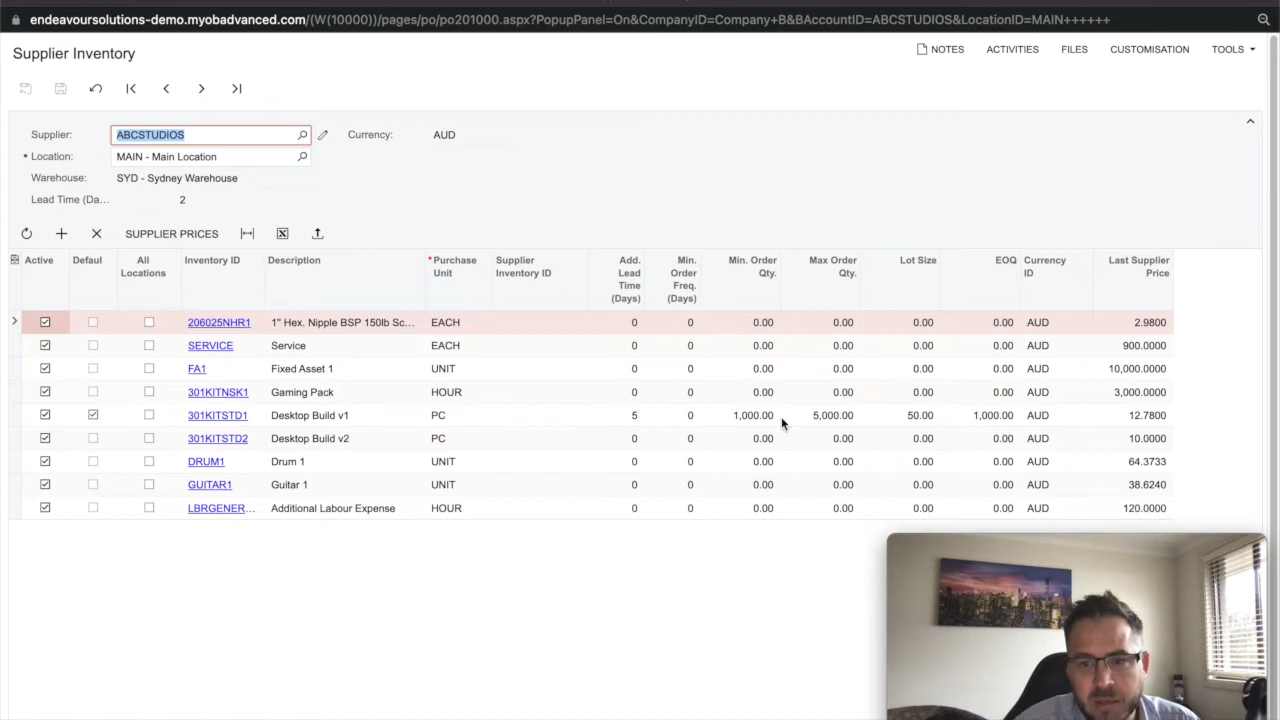 endeavoursolutions-demo.myobadvanced.com/(W(10000))/pages/po/po201000.aspx?PopupPanel=On&CompanyID=Company+B&BAccountID=ABCSTUDIOS&LocationID=MAIN++++++
Supplier Inventory
NOTES ACTIVITIES FILES CUSTOMISATION TOOLS
Supplier: ABCSTUDIOS Currency: AUD
* Location: MAIN - Main Location
Warehouse: SYD - Sydney Warehouse
Lead Time (Da... 2
SUPPLIER PRICES
Active Defaul All Locations Inventory ID Description * Purchase Unit Supplier Inventory ID Add. Lead Time (Days) Min. Order Freq. (Days) Min. Order Qty. Max Order Qty. Lot Size EOQ Currency ID Last Supplier Price
206025NHR1 1" Hex. Nipple BSP 150lb Sc... EACH 0 0 0.00 0.00 0.00 0.00 AUD 2.9800
SERVICE Service EACH 0 0 0.00 0.00 0.00 0.00 AUD 900.0000
FA1 Fixed Asset 1 UNIT 0 0 0.00 0.00 0.00 0.00 AUD 10,000.0000
301KITNSK1 Gaming Pack HOUR 0 0 0.00 0.00 0.00 0.00 AUD 3,000.0000
301KITSTD1 Desktop Build v1 PC 5 0 1,000.00 5,000.00 50.00 1,000.00 AUD 12.7800
301KITSTD2 Desktop Build v2 PC 0 0 0.00 0.00 0.00 0.00 AUD 10.0000
DRUM1 Drum 1 UNIT 0 0 0.00 0.00 0.00 0.00 AUD 64.3733
GUITAR1 Guitar 1 UNIT 0 0 0.00 0.00 0.00 0.00 AUD 38.6240
LBRGENER... Additional Labour Expense HOUR 0 0 0.00 0.00 0.00 0.00 AUD 120.0000